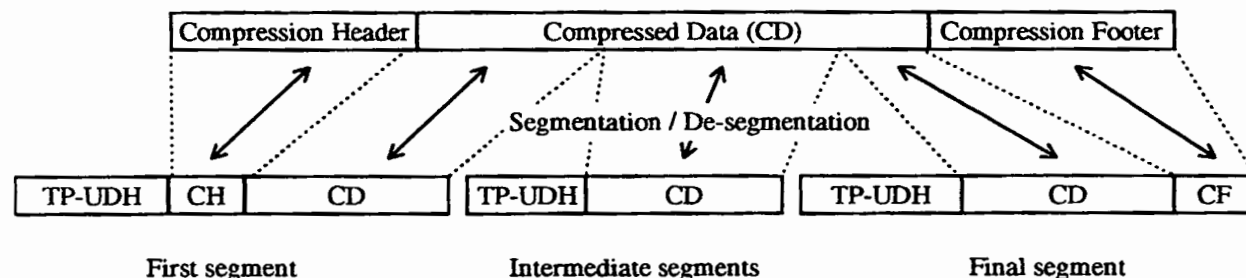 Compression Header Compressed Data (CD) Compression Footer
Segmentation / De-segmentation
TP-UDH CH CD TP-UDH CD TP-UDH CD CF
First segment Intermediate segments Final segment